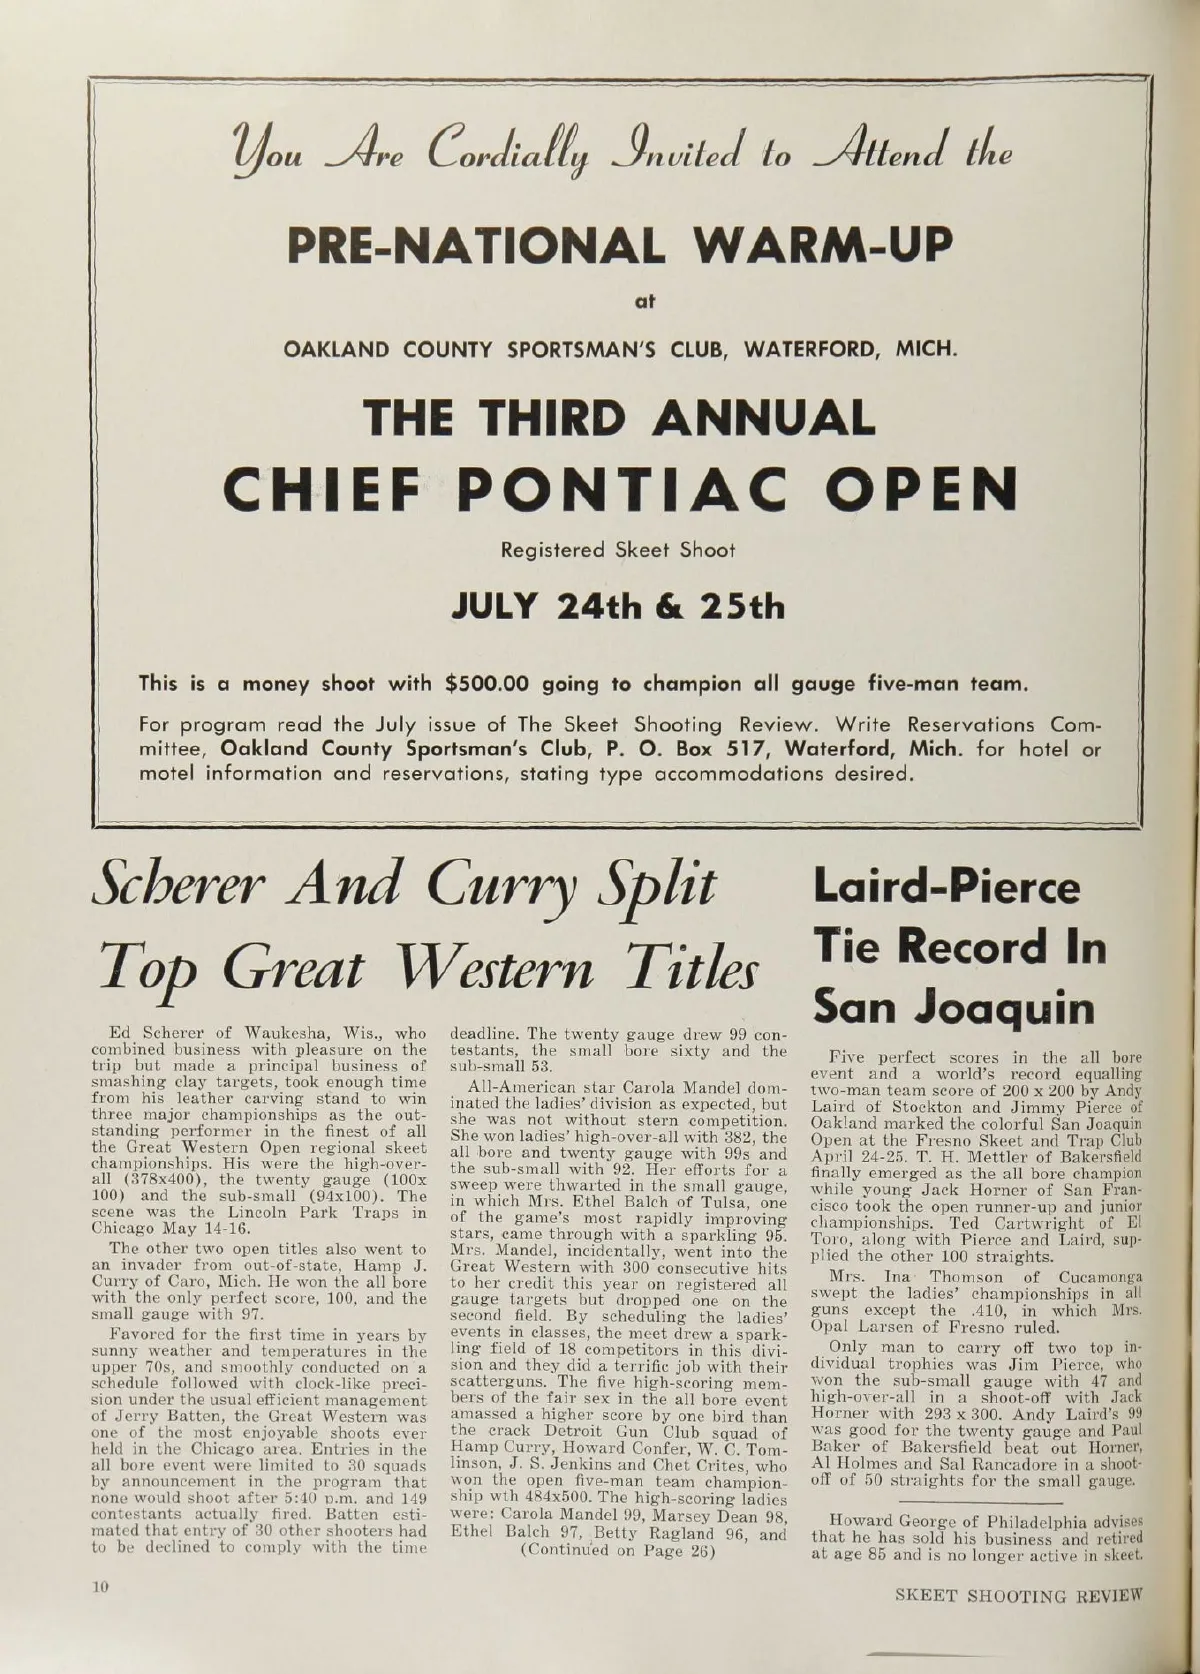 You Are Cordially Invited to Attend the
PRE-NATIONAL WARM-UP
at
OAKLAND COUNTY SPORTSMAN'S CLUB, WATERFORD, MICH.
THE THIRD ANNUAL
CHIEF PONTIAC OPEN
Registered Skeet Shoot
JULY 24th & 25th
This is a money shoot with $500.00 going to champion all gauge five-man team.
For program read the July issue of The Skeet Shooting Review. Write Reservations Com-
mittee, Oakland County Sportsman's Club, P. O. Box 517, Waterford, Mich. for hotel or
motel information and reservations, stating type accommodations desired.
Scherer And Curry Split
Top Great Western Titles
Ed Scherer of Waukesha, Wis., who
combined business with pleasure on the
trip but made a principal business of
smashing clay targets, took enough time
from his leather carving stand to win
three major championships as the out-
standing performer in the finest of all
the Great Western Open regional skeet
championships. His were the high-over-
all (378x400), the twenty gauge (100x
100) and the sub-small (94x100). The
scene was the Lincoln Park Traps in
Chicago May 14-16.
The other two open titles also went to
an invader from out-of-state, Hamp J.
Curry of Caro, Mich. He won the all bore
with the only perfect score, 100, and the
small gauge with 97.
Favored for the first time in years by
sunny weather and temperatures in the
upper 70s, and smoothly conducted on a
schedule followed with clock-like preci-
sion under the usual efficient management
of Jerry Batten, the Great Western was
one of the most enjoyable shoots ever
held in the Chicago area. Entries in the
all bore event were limited to 30 squads
by announcement in the program that
none would shoot after 5:40 p.m. and 149
contestants actually fired. Batten esti-
mated that entry of 30 other shooters had
to be declined to comply with the time
deadline. The twenty gauge drew 99 con-
testants, the small bore sixty and the
sub-small 53.
All-American star Carola Mandel dom-
inated the ladies' division as expected, but
she was not without stern competition.
She won ladies' high-over-all with 382, the
all bore and twenty gauge with 99s and
the sub-small with 92. Her efforts for a
sweep were thwarted in the small gauge,
in which Mrs. Ethel Balch of Tulsa, one
of the game's most rapidly improving
stars, came through with a sparkling 95.
Mrs. Mandel, incidentally, went into the
Great Western with 300 consecutive hits
to her credit this year on registered all
gauge targets but dropped one on the
second field. By scheduling the ladies'
events in classes, the meet drew a spark-
ling field of 18 competitors in this divi-
sion and they did a terrific job with their
scatterguns. The five high-scoring mem-
bers of the fair sex in the all bore event
amassed a higher score by one bird than
the crack Detroit Gun Club squad of
Hamp Curry, Howard Confer, W. C. Tom-
linson, J. S. Jenkins and Chet Crites, who
won the open five-man team champion-
ship wth 484x500. The high-scoring ladies
were: Carola Mandel 99, Marsey Dean 98,
Ethel Balch 97, Betty Ragland 96, and
(Continued on Page 26)
Laird-Pierce
Tie Record In
San Joaquin
Five perfect scores in the all bore
event and a world's record equalling
two-man team score of 200 x 200 by Andy
Laird of Stockton and Jimmy Pierce of
Oakland marked the colorful San Joaquin
Open at the Fresno Skeet and Trap Club
April 24-25. T. H. Mettler of Bakersfield
finally emerged as the all bore champion
while young Jack Horner of San Fran-
cisco took the open runner-up and junior
championships. Ted Cartwright of El
Toro, along with Pierce and Laird, sup-
plied the other 100 straights.
Mrs. Ina Thomson of Cucamonga
swept the ladies' championships in all
guns except the .410, in which Mrs.
Opal Larsen of Fresno ruled.
Only man to carry off two top in-
dividual trophies was Jim Pierce, who
won the sub-small gauge with 47 and
high-over-all in a shoot-off with Jack
Horner with 293 x 300. Andy Laird's 99
was good for the twenty gauge and Paul
Baker of Bakersfield beat out Horner,
Al Holmes and Sal Rancadore in a shoot-
off of 50 straights for the small gauge.
Howard George of Philadelphia advises
that he has sold his business and retired
at age 85 and is no longer active in skeet.
10
SKEET SHOOTING REVIEW